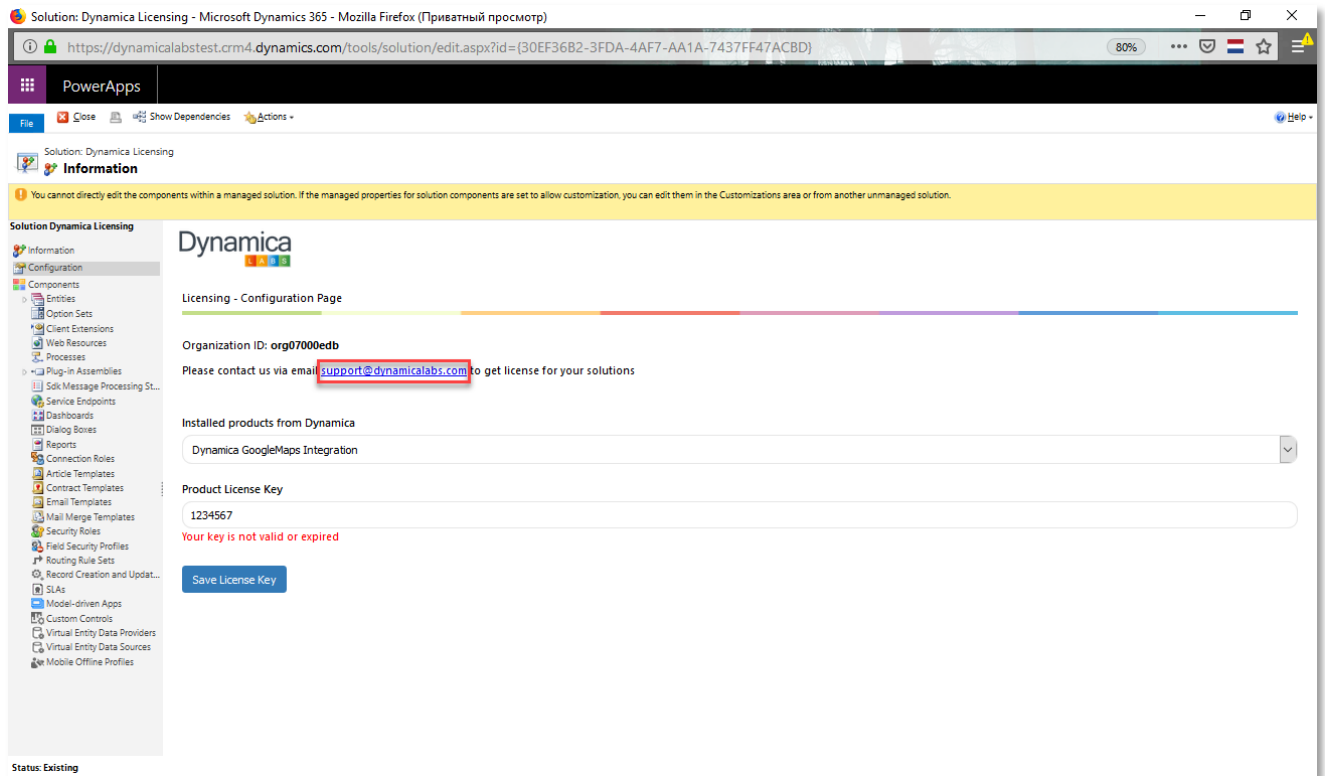 Solution: Dynamica Licensing - Microsoft Dynamics 365 - Mozilla Firefox (Приватный просмотр)
https://dynamicalabstest.crm4.dynamics.com/tools/solution/edit.aspx?id={30EF36B2-3FDA-4AF7-AA1A-7437FF47ACBD}
80%
PowerApps
File
Close
Show Dependencies
Actions
Help
Solution: Dynamica Licensing
Information
You cannot directly edit the components within a managed solution. If the managed properties for solution components are set to allow customization, you can edit them in the Customizations area or from another unmanaged solution.
Solution Dynamica Licensing
Information
Configuration
Components
Entities
Option Sets
Client Extensions
Web Resources
Processes
Plug-in Assemblies
Sdk Message Processing St...
Service Endpoints
Dashboards
Dialog Boxes
Reports
Connection Roles
Article Templates
Contract Templates
Email Templates
Mail Merge Templates
Security Roles
Field Security Profiles
Routing Rule Sets
Record Creation and Updat...
SLAs
Model-driven Apps
Custom Controls
Virtual Entity Data Providers
Virtual Entity Data Sources
Mobile Offline Profiles
Dynamica
LABS
Licensing - Configuration Page
Organization ID: org07000edb
Please contact us via email support@dynamicalabs.com to get license for your solutions
Installed products from Dynamica
Dynamica GoogleMaps Integration
Product License Key
1234567
Your key is not valid or expired
Save License Key
Status: Existing